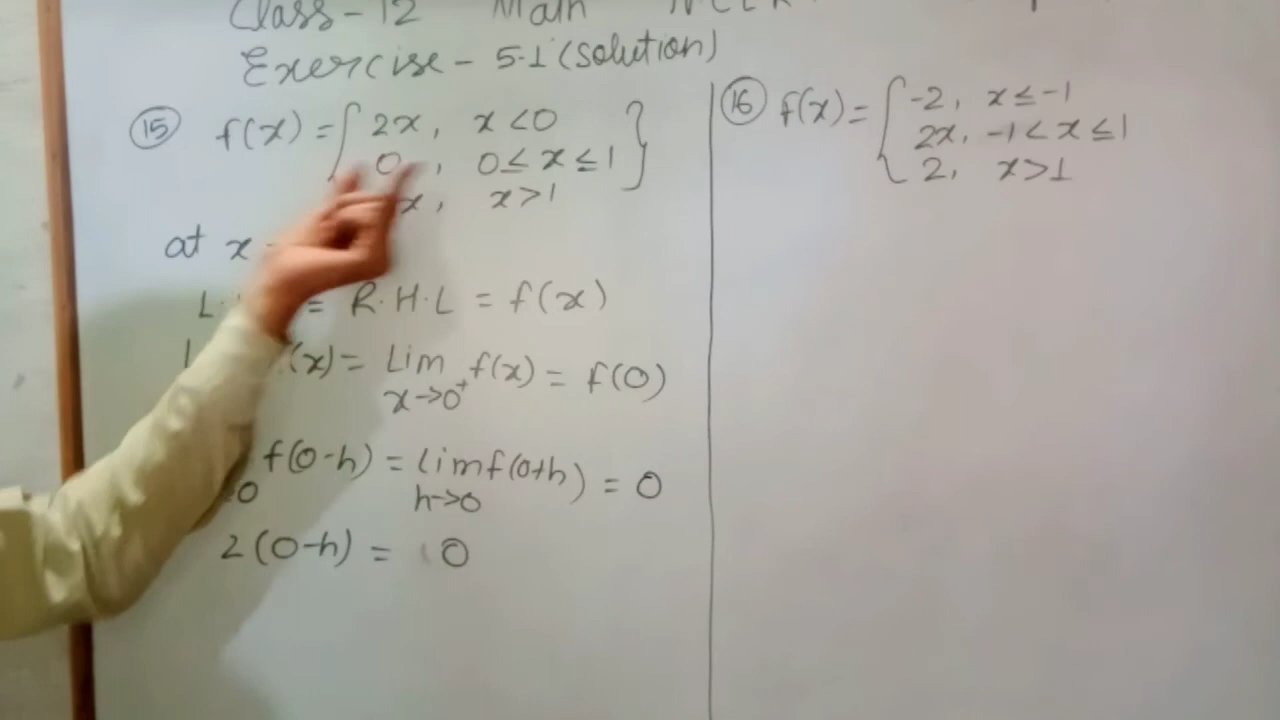 Class-12 Math
Exercise - 5.1 (Solution)
(15) f(x) = { 2x, x < 0
0, 0 ≤ x ≤ 1
x, x > 1 }
at x
L = R.H.L = f(x)
(x) = Lim f(x) = f(0)
x→0⁺
f(0-h) = lim f(0+h) = 0
0 h→0
2(0-h) = 0
(16) f(x) = { -2, x ≤ -1
2x, -1 < x ≤ 1
2, x > 1